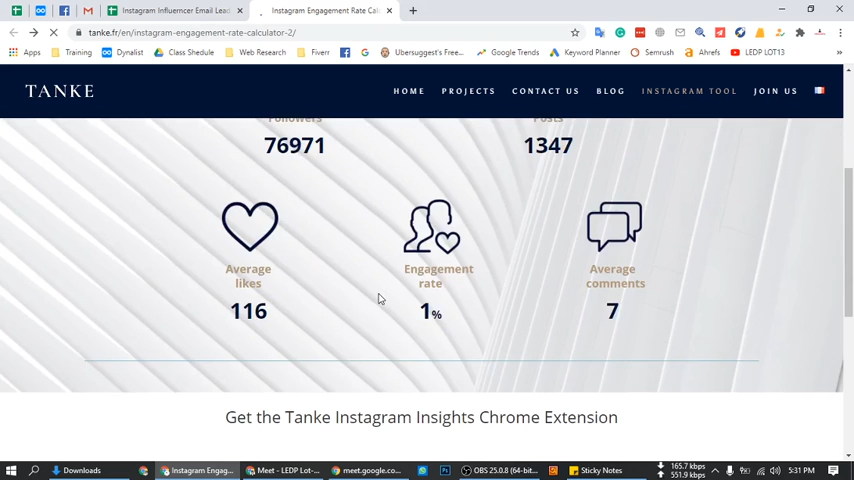 Instagram Influerncer Email Lead
Instagram Engagement Rate Calc
tanke.fr/en/instagram-engagement-rate-calculator-2/
Apps
Training
Dynalist
Class Shedule
Web Research
Fiverr
Ubersuggest's Free...
Google Trends
Keyword Planner
Semrush
Ahrefs
LEDP LOT13
TANKE
HOME
PROJECTS
CONTACT US
BLOG
INSTAGRAM TOOL
JOIN US
Followers
Posts
76971
1347
Average
likes
116
Engagement
rate
1%
Average
comments
7
Get the Tanke Instagram Insights Chrome Extension
Downloads
Instagram Engag...
Meet - LEDP Lot-...
meet.google.co...
OBS 25.0.8 (64-bit...
Sticky Notes
165.7 kbps
551.9 kbps
5:31 PM